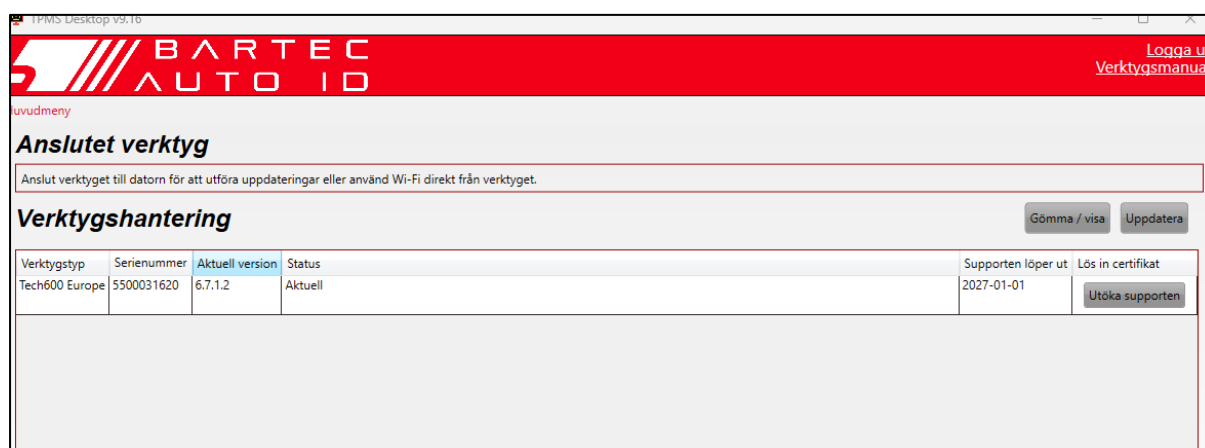 TPMS Desktop v9.16
BARTEC
AUTO ID
Logga u
Verktygsmanua
uvudmeny
Anslutet verktyg
Anslut verktyget till datorn för att utföra uppdateringar eller använd Wi-Fi direkt från verktyget.
Verktygshantering
Gömma / visa Uppdatera
Verktygstyp Serienummer Aktuell version Status Supporten löper ut Lös in certifikat
Tech600 Europe 5500031620 6.7.1.2 Aktuell 2027-01-01 Utöka supporten